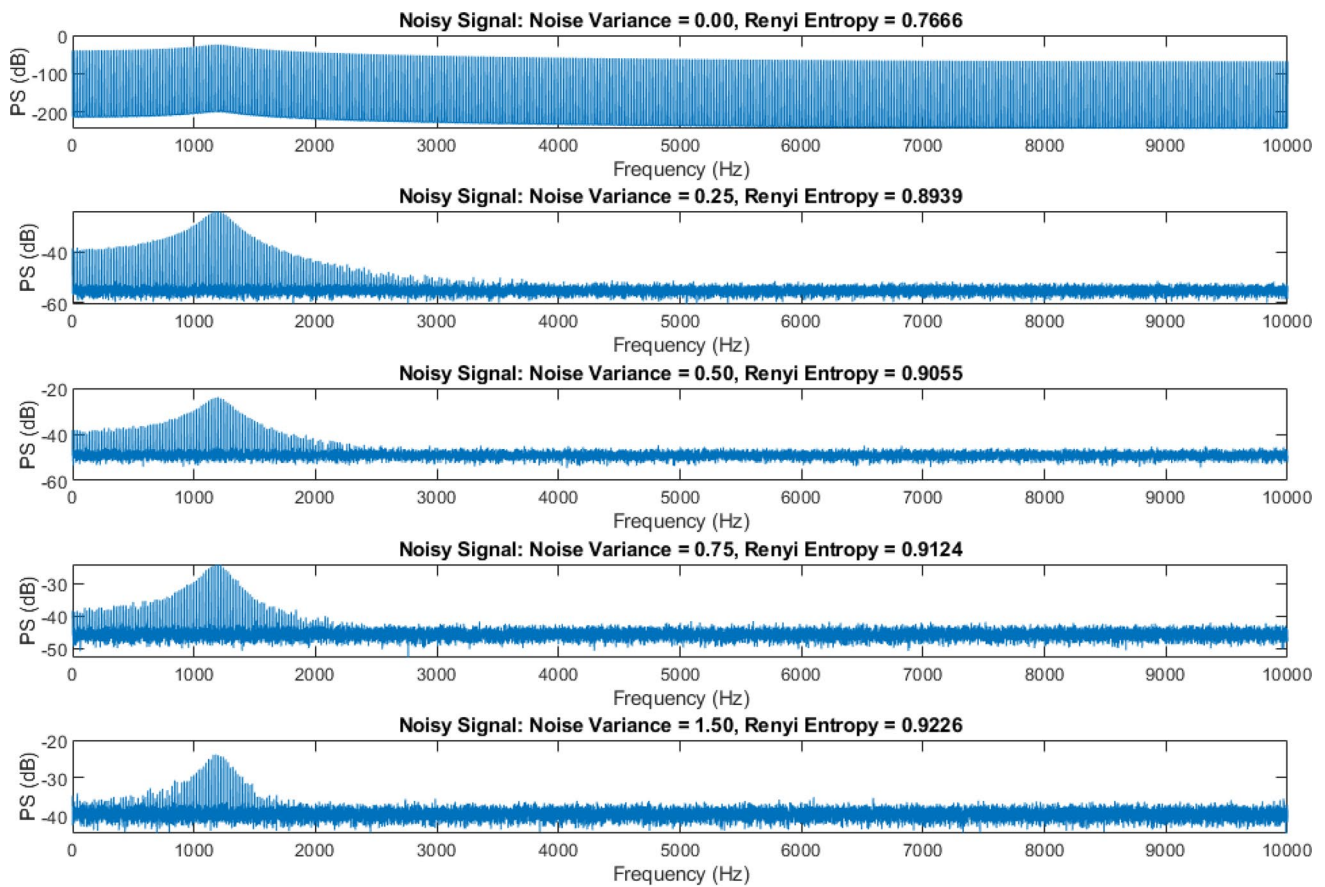 Noisy Signal: Noise Variance = 0.00, Renyi Entropy = 0.7666
PS (dB)
0
-100
-200
0 1000 2000 3000 4000 5000 6000 7000 8000 9000 10000
Frequency (Hz)
Noisy Signal: Noise Variance = 0.25, Renyi Entropy = 0.8939
PS (dB)
-40
-60
0 1000 2000 3000 4000 5000 6000 7000 8000 9000 10000
Frequency (Hz)
Noisy Signal: Noise Variance = 0.50, Renyi Entropy = 0.9055
PS (dB)
-20
-40
-60
0 1000 2000 3000 4000 5000 6000 7000 8000 9000 10000
Frequency (Hz)
Noisy Signal: Noise Variance = 0.75, Renyi Entropy = 0.9124
PS (dB)
-30
-40
-50
0 1000 2000 3000 4000 5000 6000 7000 8000 9000 10000
Frequency (Hz)
Noisy Signal: Noise Variance = 1.50, Renyi Entropy = 0.9226
PS (dB)
-20
-30
-40
0 1000 2000 3000 4000 5000 6000 7000 8000 9000 10000
Frequency (Hz)